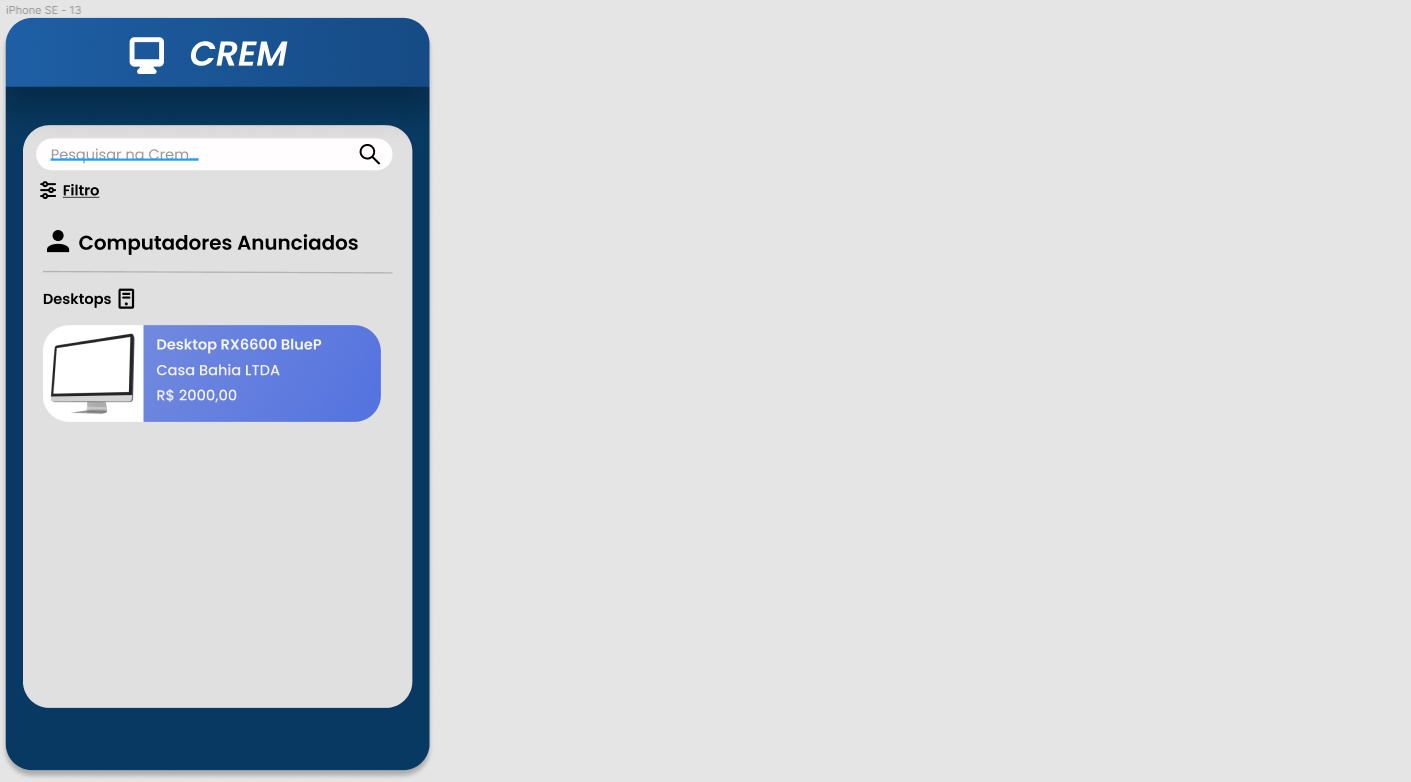 iPhone SE - 13
CREM
Pesquisar na Crem...
Filtro
Computadores Anunciados
Desktops
Desktop RX6600 BlueP
Casa Bahia LTDA
R$ 2000,00